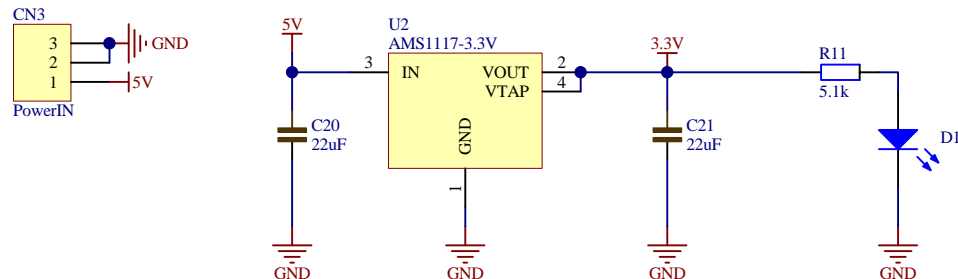 CN3
3
2
1
GND
5V
PowerIN
5V
U2
AMS1117-3.3V
3
IN
VOUT
2
VTAP
4
GND
1
C20
22uF
GND
GND
3.3V
C21
22uF
GND
R11
5.1k
D1
GND